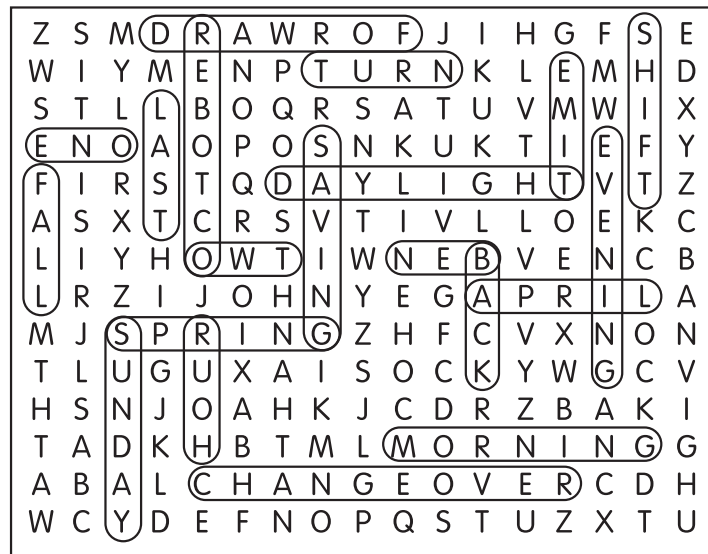 Z S M D R A W R O F J I H G F S E
W I Y M E N P T U R N K L E M H D
S T L L B O Q R S A T U V M W I X
E N O A O P O S N K U K T I E F Y
F I R S T Q D A Y L I G H T V T Z
A S X T C R S V T I V L L O E K C
L I Y H O W T I W N E B V E N C B
L R Z I J O H N Y E G A P R I L A
M J S P R I N G Z H F C V X N O N
T L U G U X A I S O C K Y W G C V
H S N J O A H K J C D R Z B A K I
T A D K H B T M L M O R N I N G G
A B A L C H A N G E O V E R C D H
W C Y D E F N O P Q S T U Z X T U